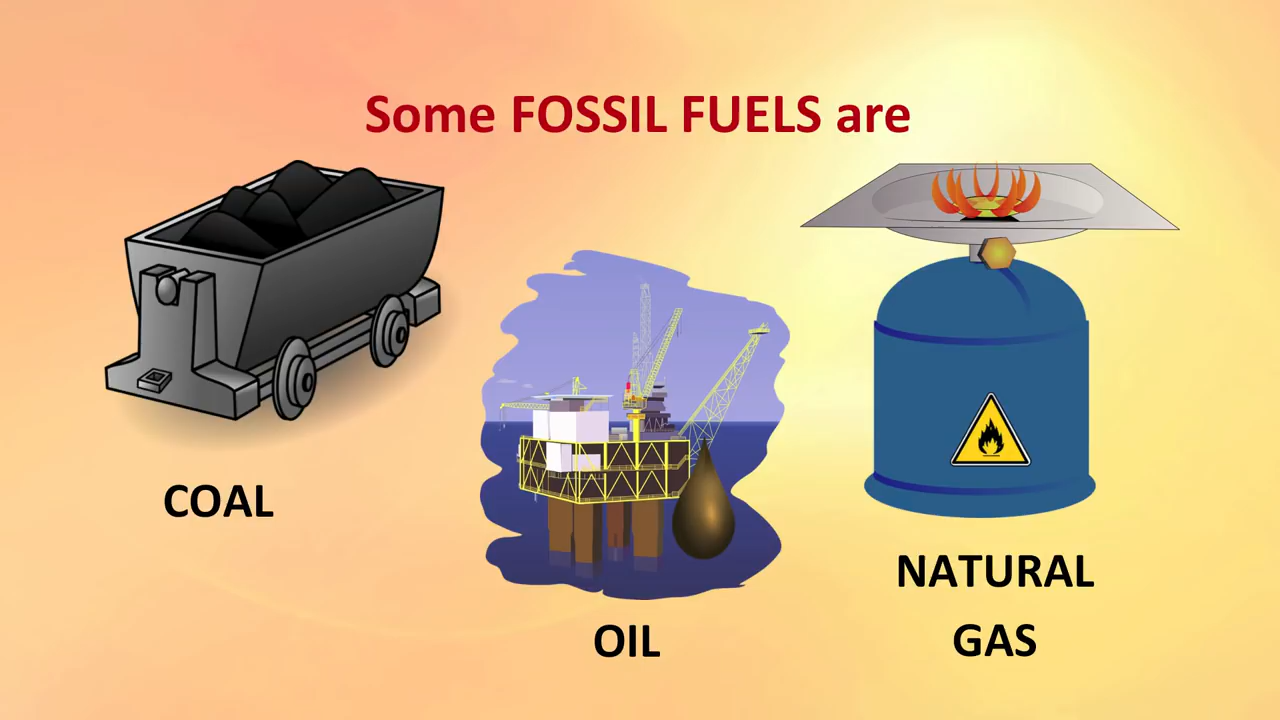 Some FOSSIL FUELS are
COAL
OIL
NATURAL
GAS